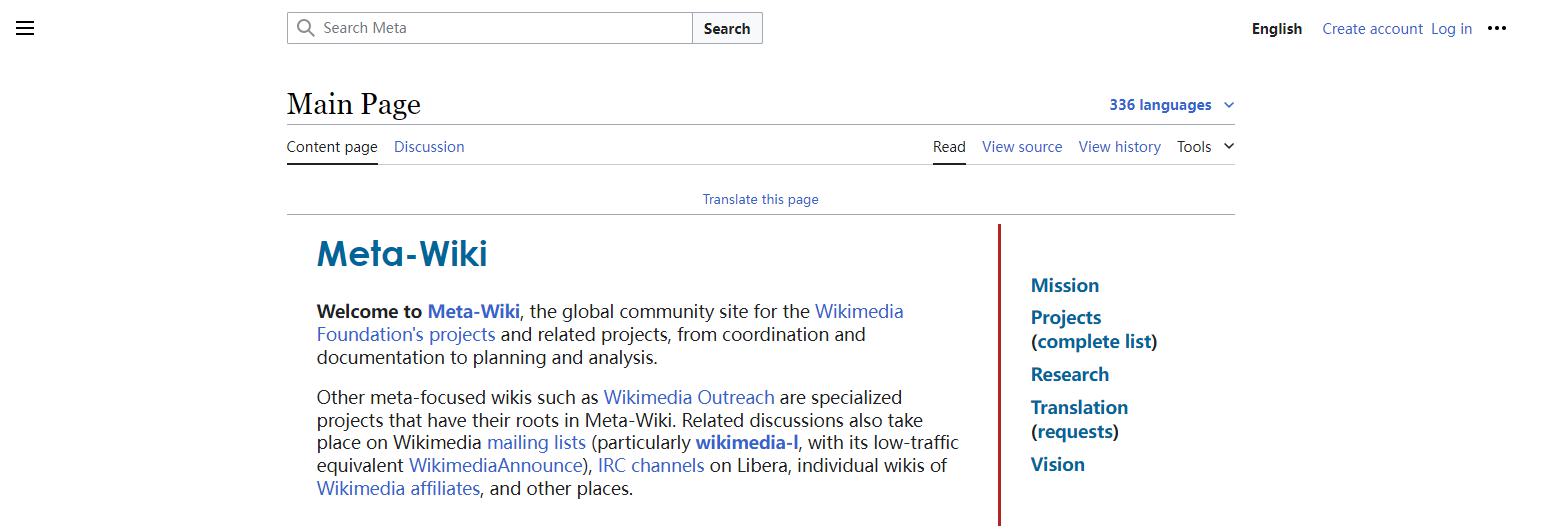 Search Meta
Search
English
Create account
Log in
Main Page
336 languages
Content page
Discussion
Read
View source
View history
Tools
Translate this page
Meta-Wiki
Welcome to Meta-Wiki, the global community site for the Wikimedia
Foundation's projects and related projects, from coordination and
documentation to planning and analysis.
Other meta-focused wikis such as Wikimedia Outreach are specialized
projects that have their roots in Meta-Wiki. Related discussions also take
place on Wikimedia mailing lists (particularly wikimedia-l, with its low-traffic
equivalent WikimediaAnnounce), IRC channels on Libera, individual wikis of
Wikimedia affiliates, and other places.
Mission
Projects
(complete list)
Research
Translation
(requests)
Vision